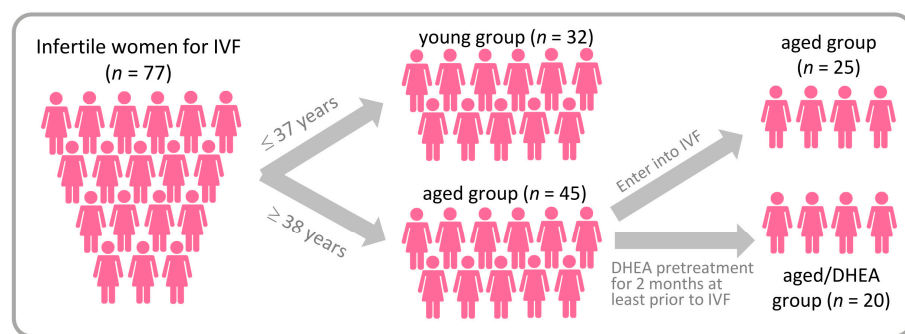 Infertile women for IVF
(n = 77)
≤ 37 years
≥ 38 years
young group (n = 32)
aged group (n = 45)
Enter into IVF
DHEA pretreatment
for 2 months at
least prior to IVF
aged group
(n = 25)
aged/DHEA
group (n = 20)